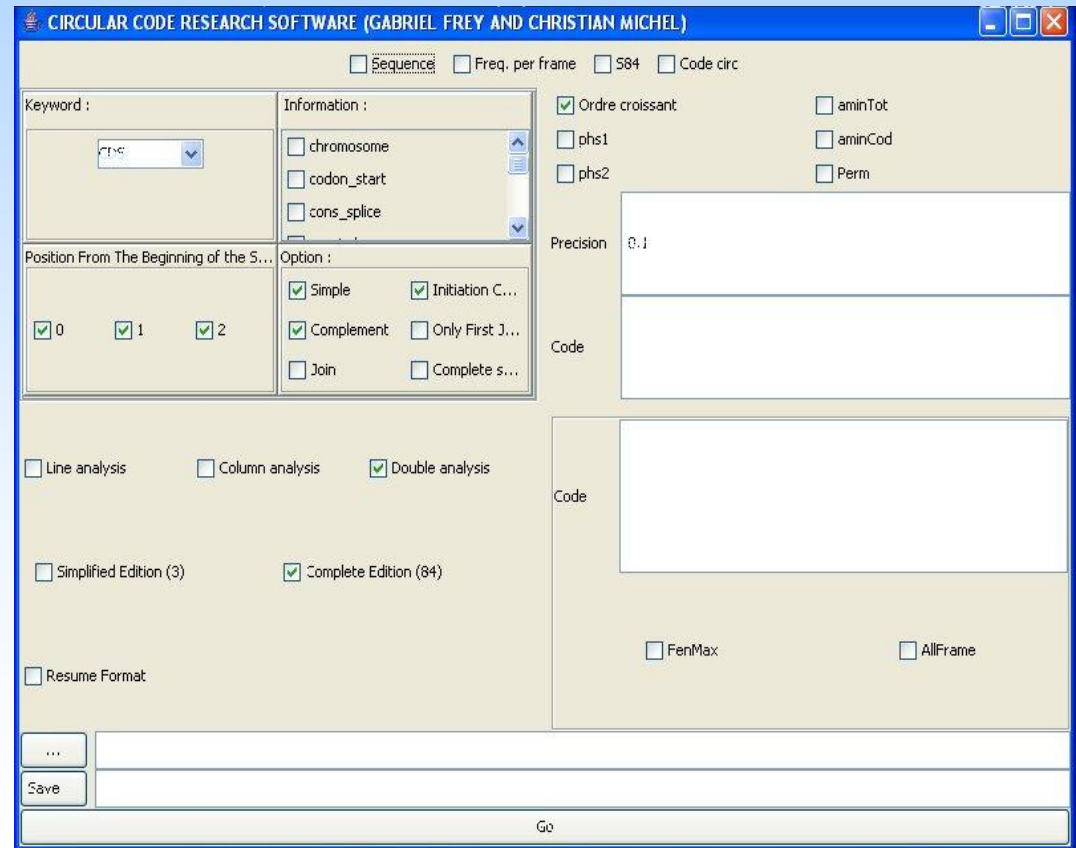 CIRCULAR CODE RESEARCH SOFTWARE (GABRIEL FREY AND CHRISTIAN MICHEL)
Sequence Freq. per frame S84 Code circ
Keyword :
CDS
Information :
chromosome
codon_start
cons_splice
Ordre croissant aminTot
phs1 aminCod
phs2 Perm
Precision 0.1
Position From The Beginning of the S...
0 1 2
Option :
Simple Initiation C...
Complement Only First J...
Join Complete s...
Code
Line analysis Column analysis Double analysis
Code
Simplified Edition (3) Complete Edition (84)
FenMax AllFrame
Resume Format
...
Save
Go